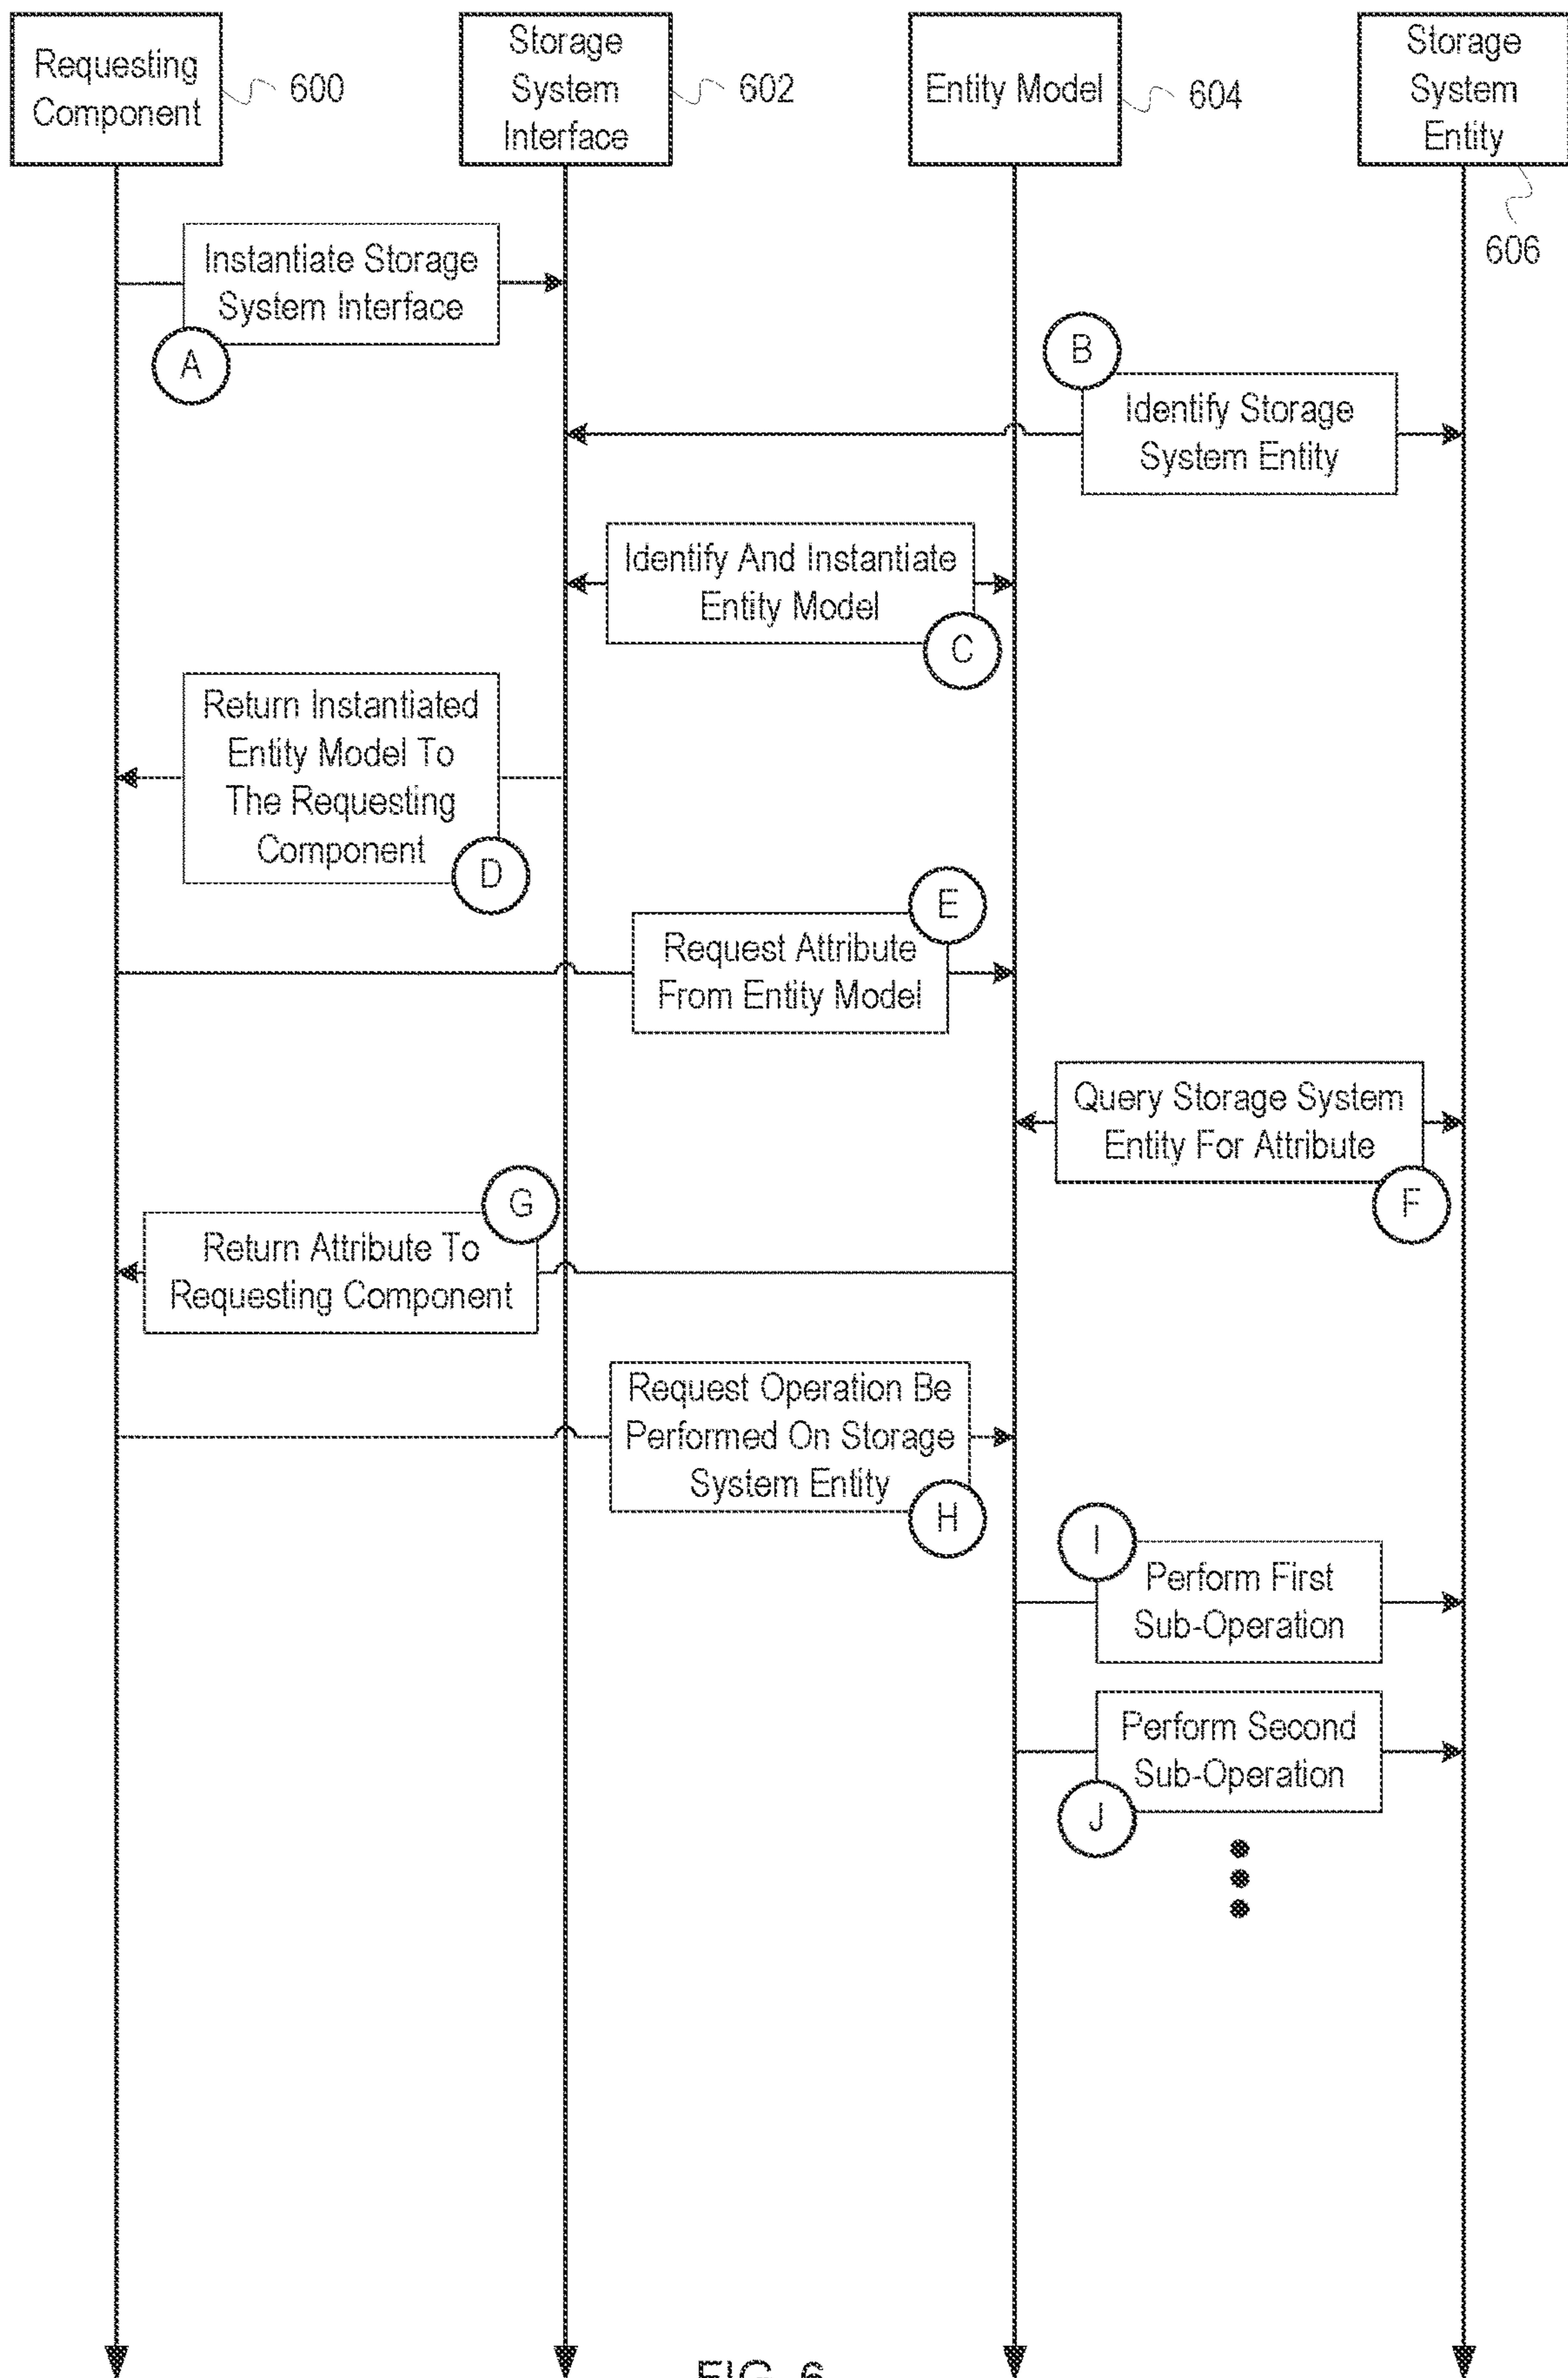 Requesting
Component
600
Storage
System
Interface
602
Entity Model
604
Storage
System
Entity
606
Instantiate Storage
System Interface
A
B
Identify Storage
System Entity
Identify And Instantiate
Entity Model
C
Return Instantiated
Entity Model To
The Requesting
Component
D
E
Request Attribute
From Entity Model
Query Storage System
Entity For Attribute
F
G
Return Attribute To
Requesting Component
Request Operation Be
Performed On Storage
System Entity
H
I
Perform First
Sub-Operation
Perform Second
Sub-Operation
J
FIG. 6